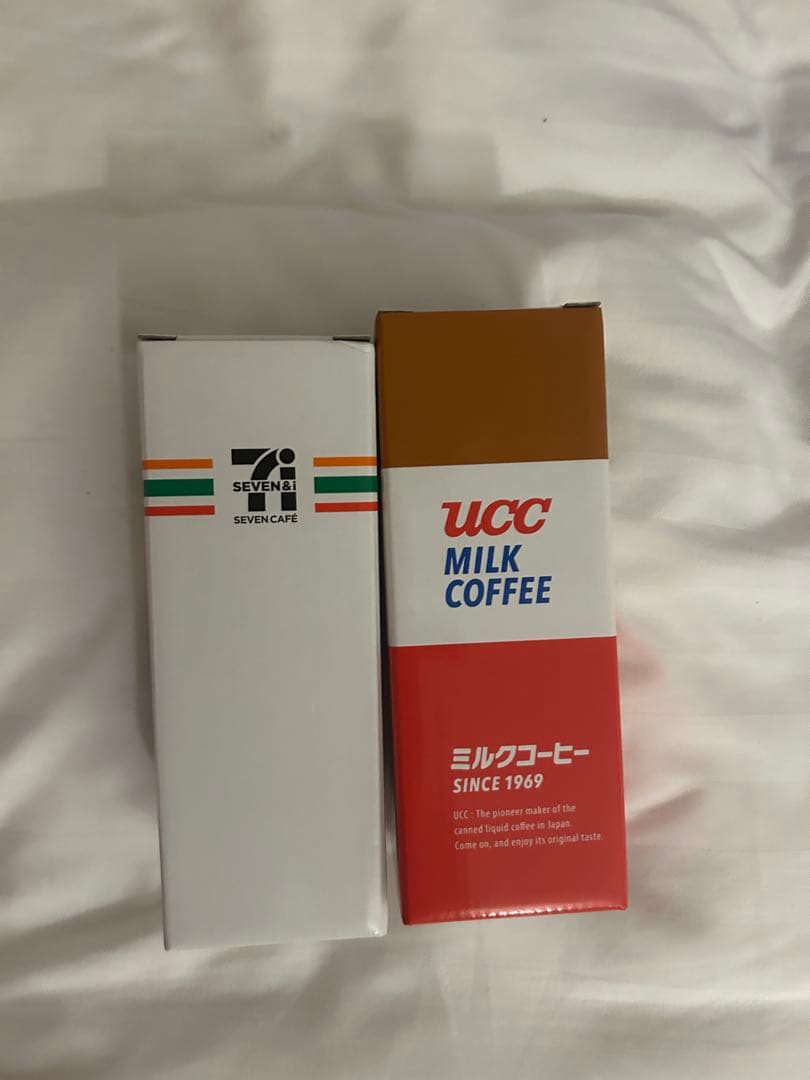 7i
SEVEN&i
SEVEN CAFÉ
UCC
MILK
COFFEE
ミルクコーヒー
SINCE 1969
UCC : The pioneer maker of the
canned liquid coffee in Japan.
Come on, and enjoy its original taste.